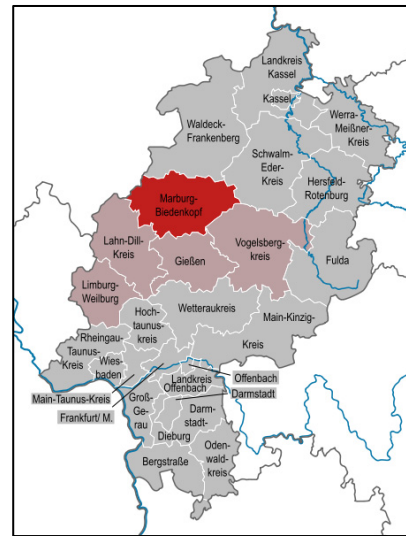 Landkreis
Kassel
Kassel
Waldeck-
Frankenberg
Werra-
Meißner-
Kreis
Schwalm-
Eder-
Kreis
Hersfeld-
Rotenburg
Marburg-
Biedenkopf
Lahn-Dill-
Kreis
Gießen
Vogelsberg-
kreis
Fulda
Limburg-
Weilburg
Hoch-
taunus-
kreis
Wetteraukreis
Main-Kinzig-
Kreis
Rheingau-
Taunus-
Kreis
Wies-
baden
Main-Taunus-Kreis
Frankfurt/ M.
Offenbach
Landkreis
Offenbach
Darmstadt
Groß-
Gerau
Darm-
stadt-
Dieburg
Bergstraße
Oden-
wald-
kreis